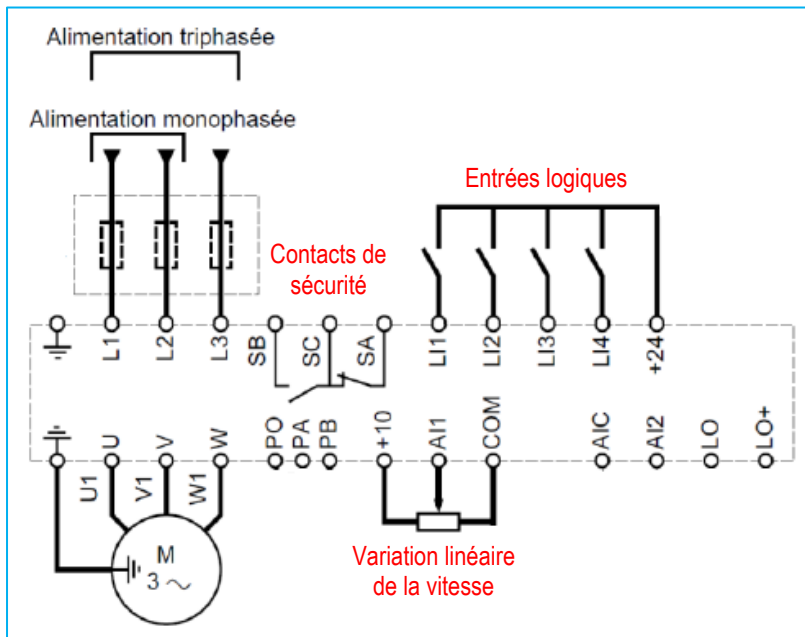 Alimentation triphasée
Alimentation monophasée
Entrées logiques
Contacts de
sécurité
L1 L2 L3 SB SC SA LI1 LI2 LI3 LI4 +24
U V W PO PA PB +10 AI1 COM AIC AI2 LO LO+
U1 V1 W1
M
3 ~
Variation linéaire
de la vitesse